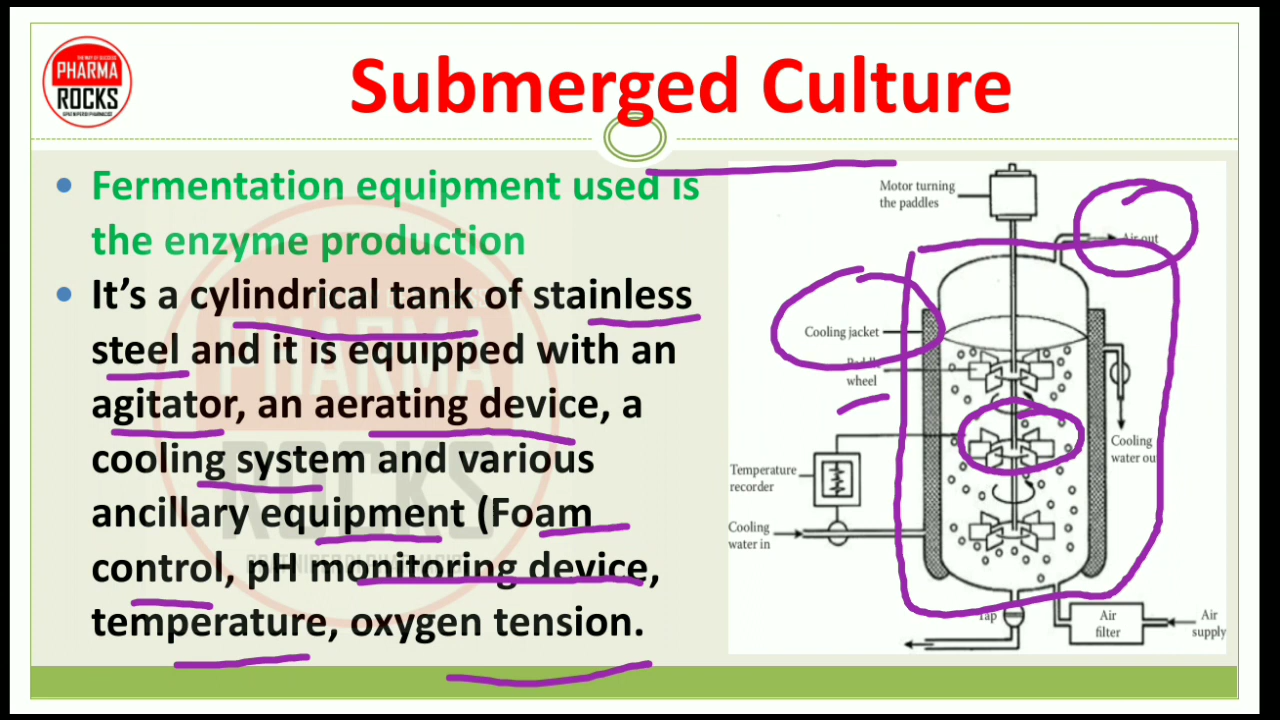 PHARMA
ROCKS
Submerged Culture
Fermentation equipment used is
the enzyme production
It's a cylindrical tank of stainless
steel and it is equipped with an
agitator, an aerating device, a
cooling system and various
ancillary equipment (Foam
control, pH monitoring device,
temperature, oxygen tension.
Motor turning
the paddles
Air out
Cooling jacket
Paddle
wheel
Cooling
water out
Temperature
recorder
Cooling
water in
Tap
Air
filter
Air
supply
PHARMA
ROCKS